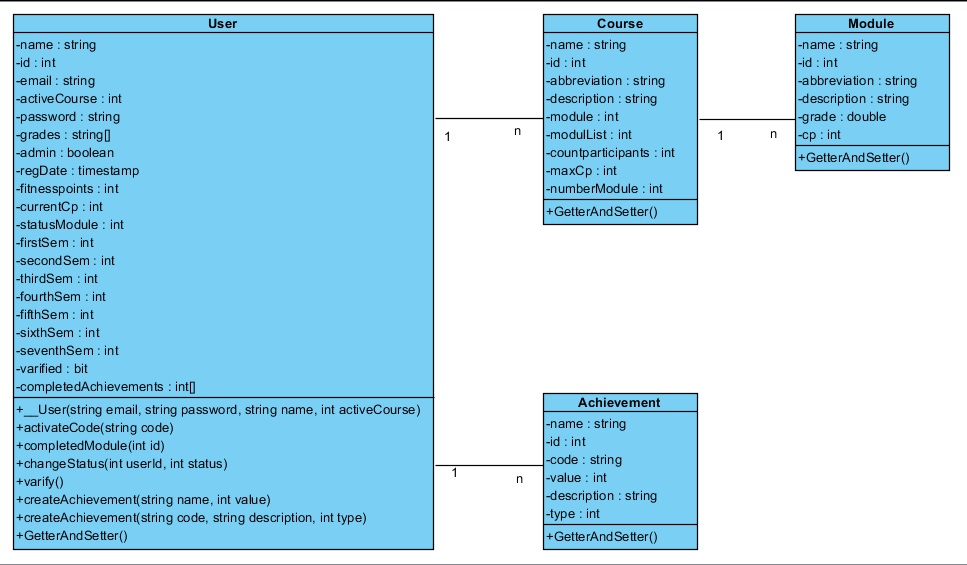 User
-name : string
-id : int
-email : string
-activeCourse : int
-password : string
-grades : string[]
-admin : boolean
-regDate : timestamp
-fitnesspoints : int
-currentCp : int
-statusModule : int
-firstSem : int
-secondSem : int
-thirdSem : int
-fourthSem : int
-fifthSem : int
-sixthSem : int
-seventhSem : int
-varified : bit
-completedAchievements : int[]
+__User(string email, string password, string name, int activeCourse)
+activateCode(string code)
+completedModule(int id)
+changeStatus(int userId, int status)
+varify()
+createAchievement(string name, int value)
+createAchievement(string code, string description, int type)
+GetterAndSetter()
1 n
Course
-name : string
-id : int
-abbreviation : string
-description : string
-module : int
-modulList : int
-countparticipants : int
-maxCp : int
-numberModule : int
+GetterAndSetter()
1 n
Module
-name : string
-id : int
-abbreviation : string
-description : string
-grade : double
-cp : int
+GetterAndSetter()
1 n
Achievement
-name : string
-id : int
-code : string
-value : int
-description : string
-type : int
+GetterAndSetter()